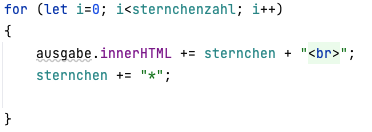 for (let i=0; i<sternchenzahl; i++)
{
    ausgabe.innerHTML += sternchen + "<br>";
    sternchen += "*";
}